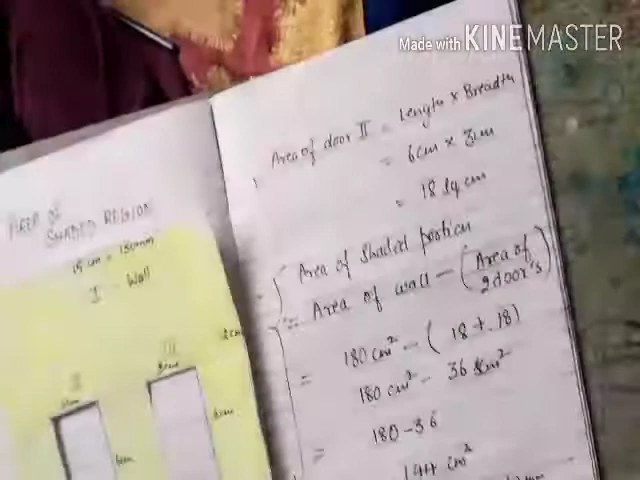 Made with KINEMASTER
AREA OF
SHADED REGION
I - Wall
II
III
6cm
Area of door II = Length × Breadth
= 6cm × 3cm
= 18 sq cm
Area of shaded portion
= Area of wall - (Area of 2door's)
= 180 cm² - (18 + 18)
180 cm² - 36 cm²
= 180 - 36
144 cm²